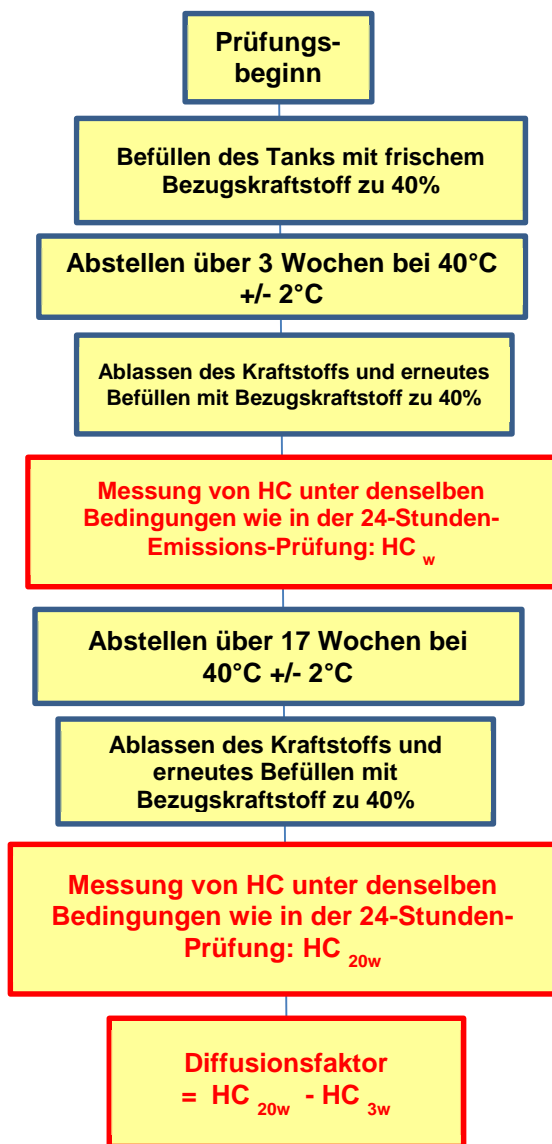 Prüfungs-
beginn
Befüllen des Tanks mit frischem
Bezugskraftstoff zu 40%
Abstellen über 3 Wochen bei 40°C
+/- 2°C
Ablassen des Kraftstoffs und erneutes
Befüllen mit Bezugskraftstoff zu 40%
Messung von HC unter denselben
Bedingungen wie in der 24-Stunden-
Emissions-Prüfung: HC w
Abstellen über 17 Wochen bei
40°C +/- 2°C
Ablassen des Kraftstoffs und
erneutes Befüllen mit
Bezugskraftstoff zu 40%
Messung von HC unter denselben
Bedingungen wie in der 24-Stunden-
Prüfung: HC 20w
Diffusionsfaktor
= HC 20w - HC 3w